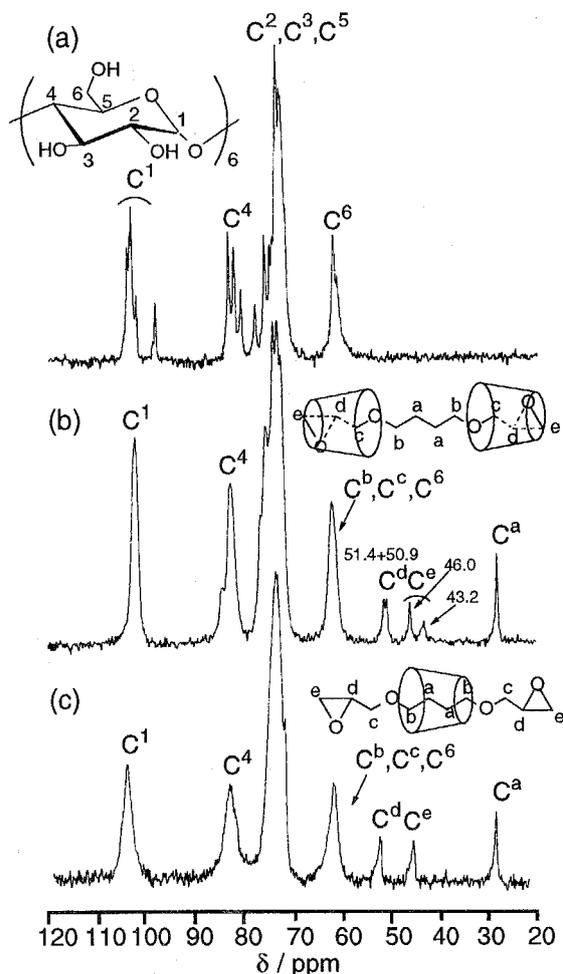 (a)
C²,C³,C⁵
OH
4
6
5
O
2
1
HO
3
OH
O
6
C¹
C⁴
C⁶
(b)
e
d
O
c
O
b
a
a
b
O
c
O
d
e
C¹
C⁴
Cᵇ,Cᶜ,C⁶
51.4+50.9
CᵈCᵉ
46.0
43.2
Cᵃ
(c)
e
d
O
c
O
b
a
a
b
O
c
d
O
e
C¹
C⁴
Cᵇ,Cᶜ,C⁶
CᵈCᵉ
Cᵃ
120 110 100 90 80 70 60 50 40 30 20
δ / ppm